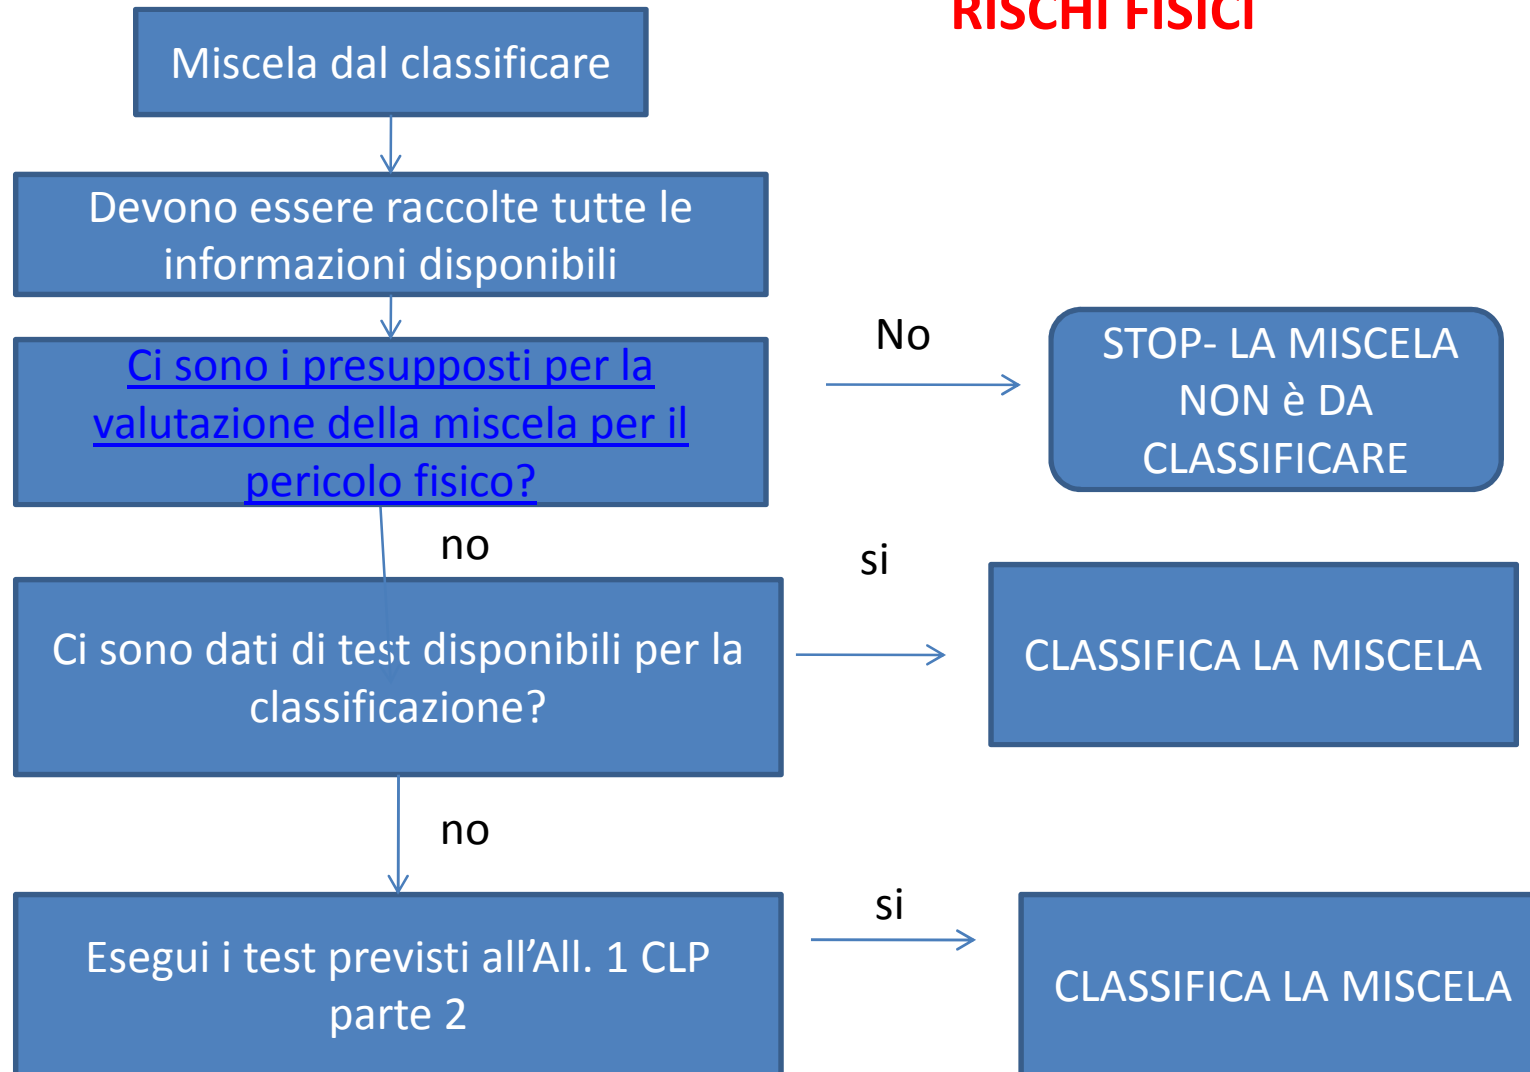 RISCHI FISICI
Miscela dal classificare
Devono essere raccolte tutte le
informazioni disponibili
Ci sono i presupposti per la
valutazione della miscela per il
pericolo fisico?
No
STOP- LA MISCELA
NON è DA
CLASSIFICARE
no
si
Ci sono dati di test disponibili per la
classificazione?
CLASSIFICA LA MISCELA
no
si
Esegui i test previsti all’All. 1 CLP
parte 2
CLASSIFICA LA MISCELA